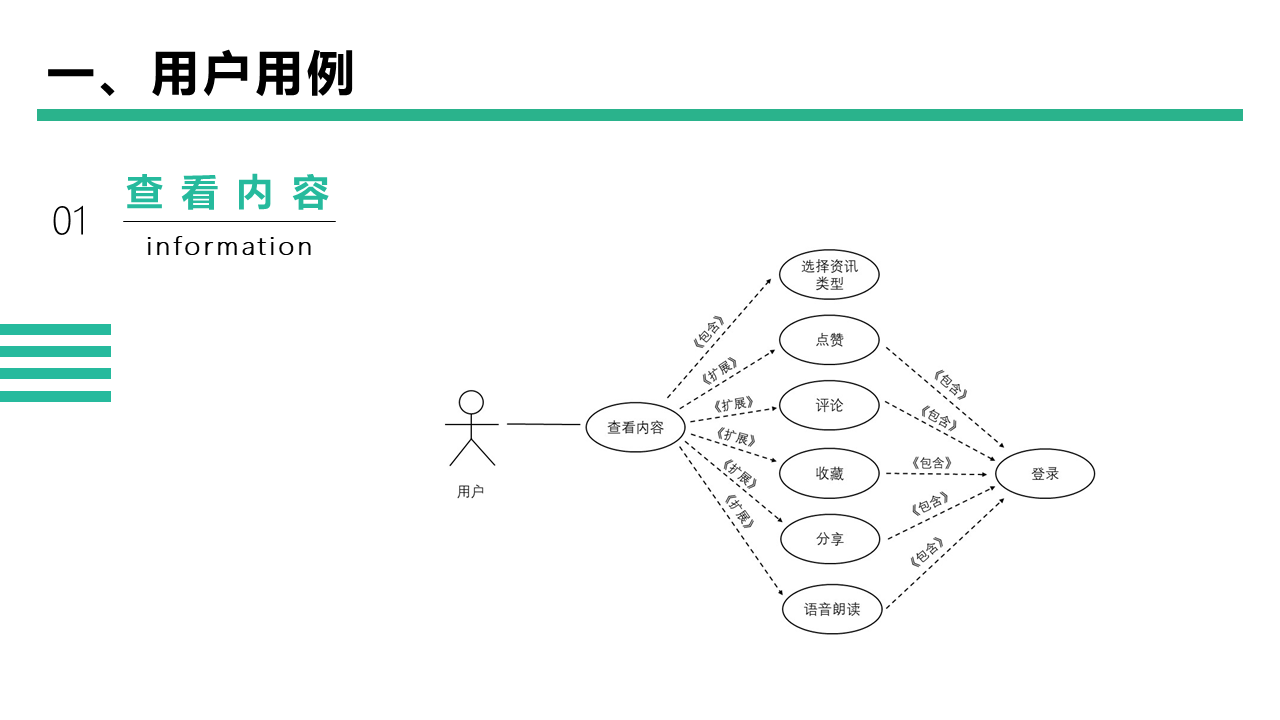 一、用户用例
01
查看内容
information
选择资讯
类型
《包含》
点赞
《扩展》
《包含》
评论
《扩展》
《包含》
查看内容
《扩展》
收藏
《包含》
登录
《扩展》
用户
《扩展》
分享
《包含》
《包含》
语音朗读